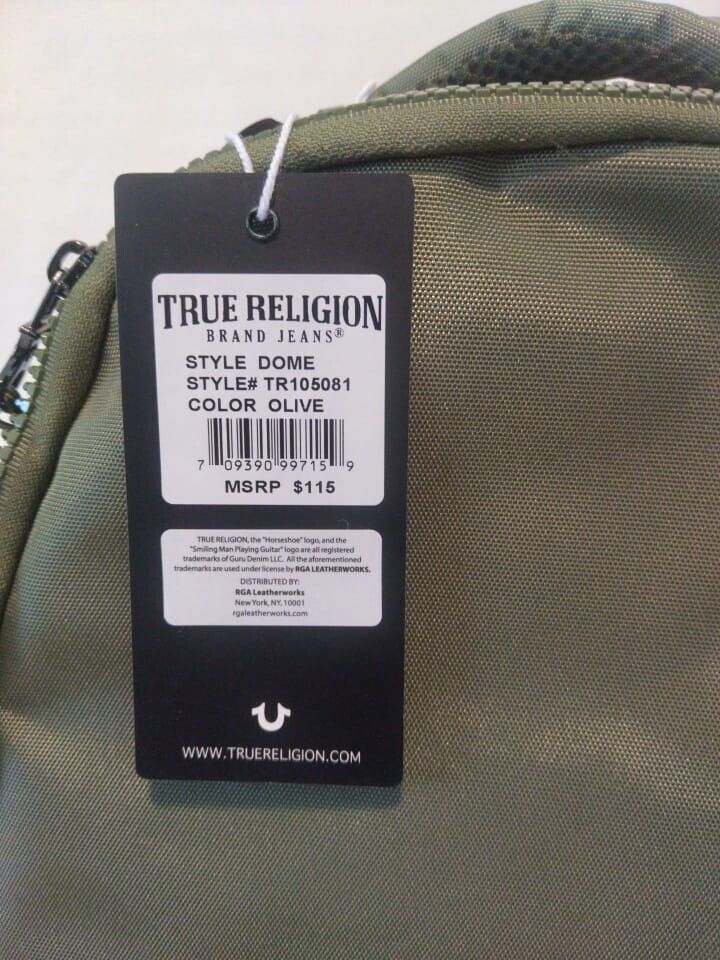 TRUE RELIGION
BRAND JEANS®
STYLE DOME
STYLE# TR105081
COLOR OLIVE
7 09390 99715 9
MSRP $115
TRUE RELIGION, the "Horseshoe" logo, and the
"Smiling Man Playing Guitar" logo are all registered
trademarks of Guru Denim LLC. All the aforementioned
trademarks are used under license by RGA LEATHERWORKS.
DISTRIBUTED BY:
RGA Leatherworks
New York, NY, 10001
rgaleatherworks.com
WWW.TRUERELIGION.COM